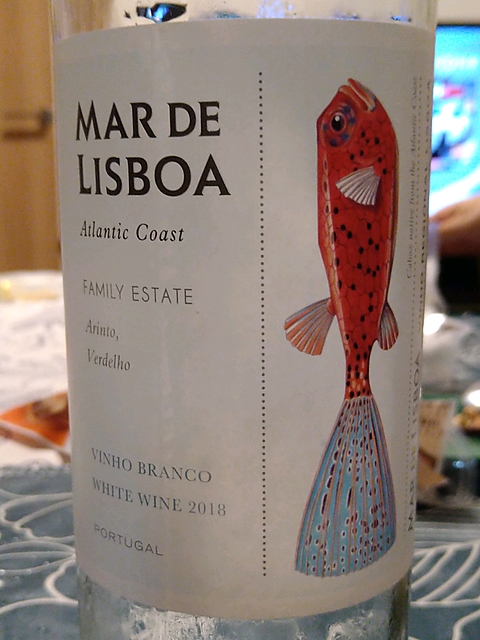 MAR DE
LISBOA
Atlantic Coast
FAMILY ESTATE
Arinto,
Verdelho
VINHO BRANCO
WHITE WINE 2018
PORTUGAL